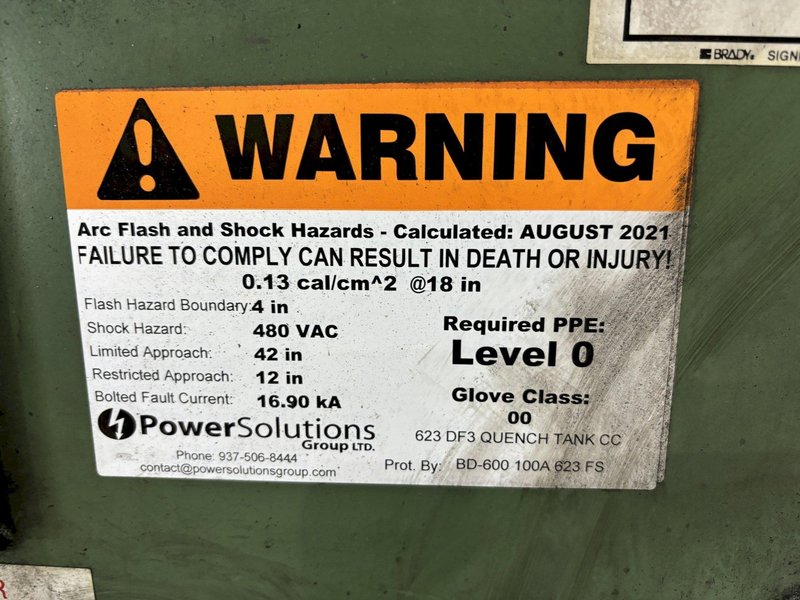 BRADY®
WARNING
Arc Flash and Shock Hazards - Calculated: AUGUST 2021
FAILURE TO COMPLY CAN RESULT IN DEATH OR INJURY!
0.13 cal/cm^2 @18 in
Flash Hazard Boundary: 4 in
Shock Hazard: 480 VAC
Limited Approach: 42 in
Restricted Approach: 12 in
Bolted Fault Current: 16.90 kA
Required PPE:
Level 0
Glove Class:
00
PowerSolutions
Group LTD.
Phone: 937-506-8444
contact@powersolutionsgroup.com
623 DF3 QUENCH TANK CC
Prot. By: BD-600 100A 623 FS